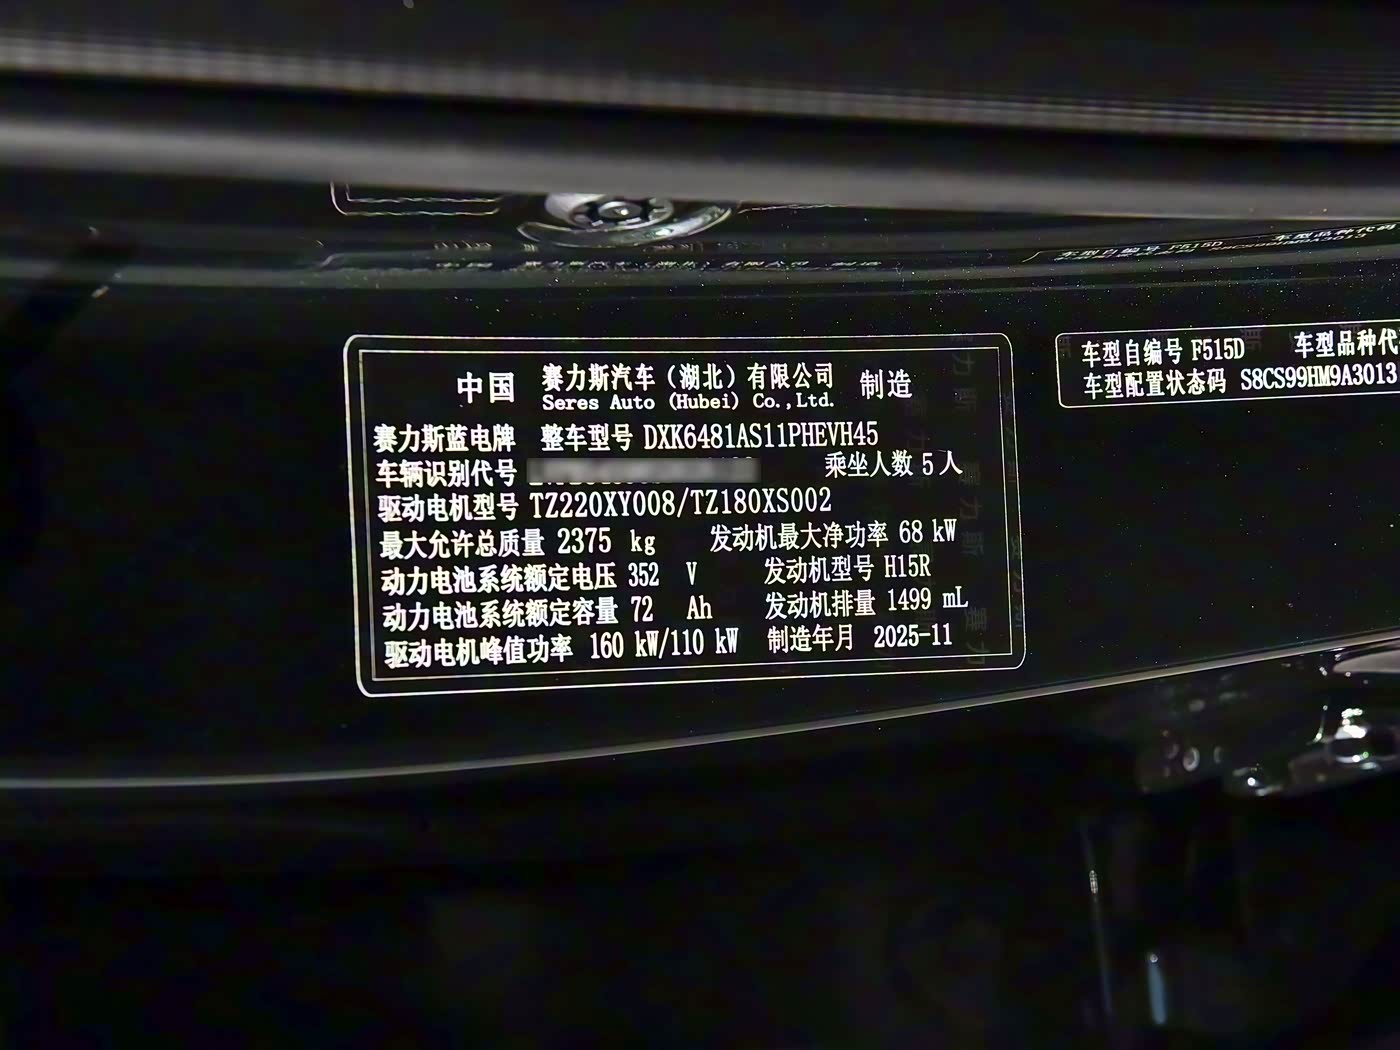 中国 赛力斯汽车（湖北）有限公司 制造
Seres Auto (Hubei) Co.,Ltd.
赛力斯蓝电牌 整车型号 DXK6481AS11PHEVH45
车辆识别代号 乘坐人数 5 人
驱动电机型号 TZ220XY008/TZ180XS002
最大允许总质量 2375 kg 发动机最大净功率 68 kW
动力电池系统额定电压 352 V 发动机型号 H15R
动力电池系统额定容量 72 Ah 发动机排量 1499 mL
驱动电机峰值功率 160 kW/110 kW 制造年月 2025-11
车型自编号 F515D 车型品种代
车型配置状态码 S8CS99HM9A3013